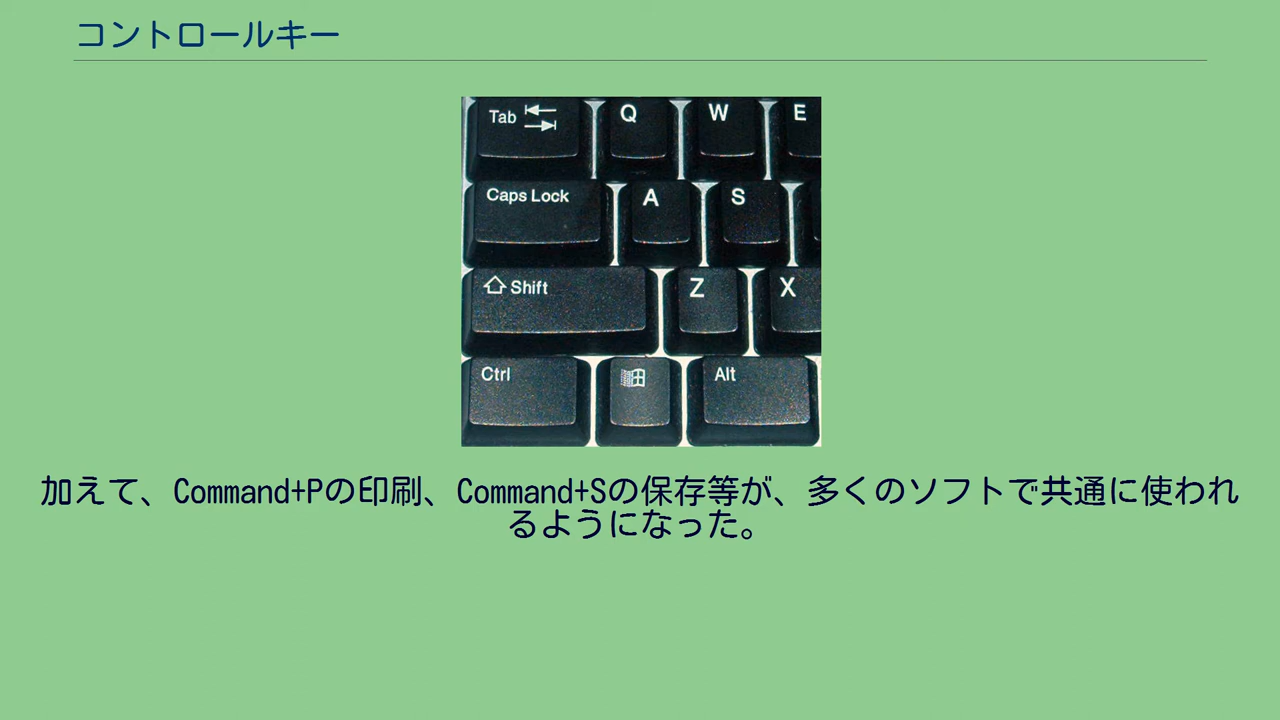 コントロールキー
Tab Q W E
Caps Lock A S
Shift Z X
Ctrl Alt
加えて、Command+Pの印刷、Command+Sの保存等が、多くのソフトで共通に使われ
るようになった。